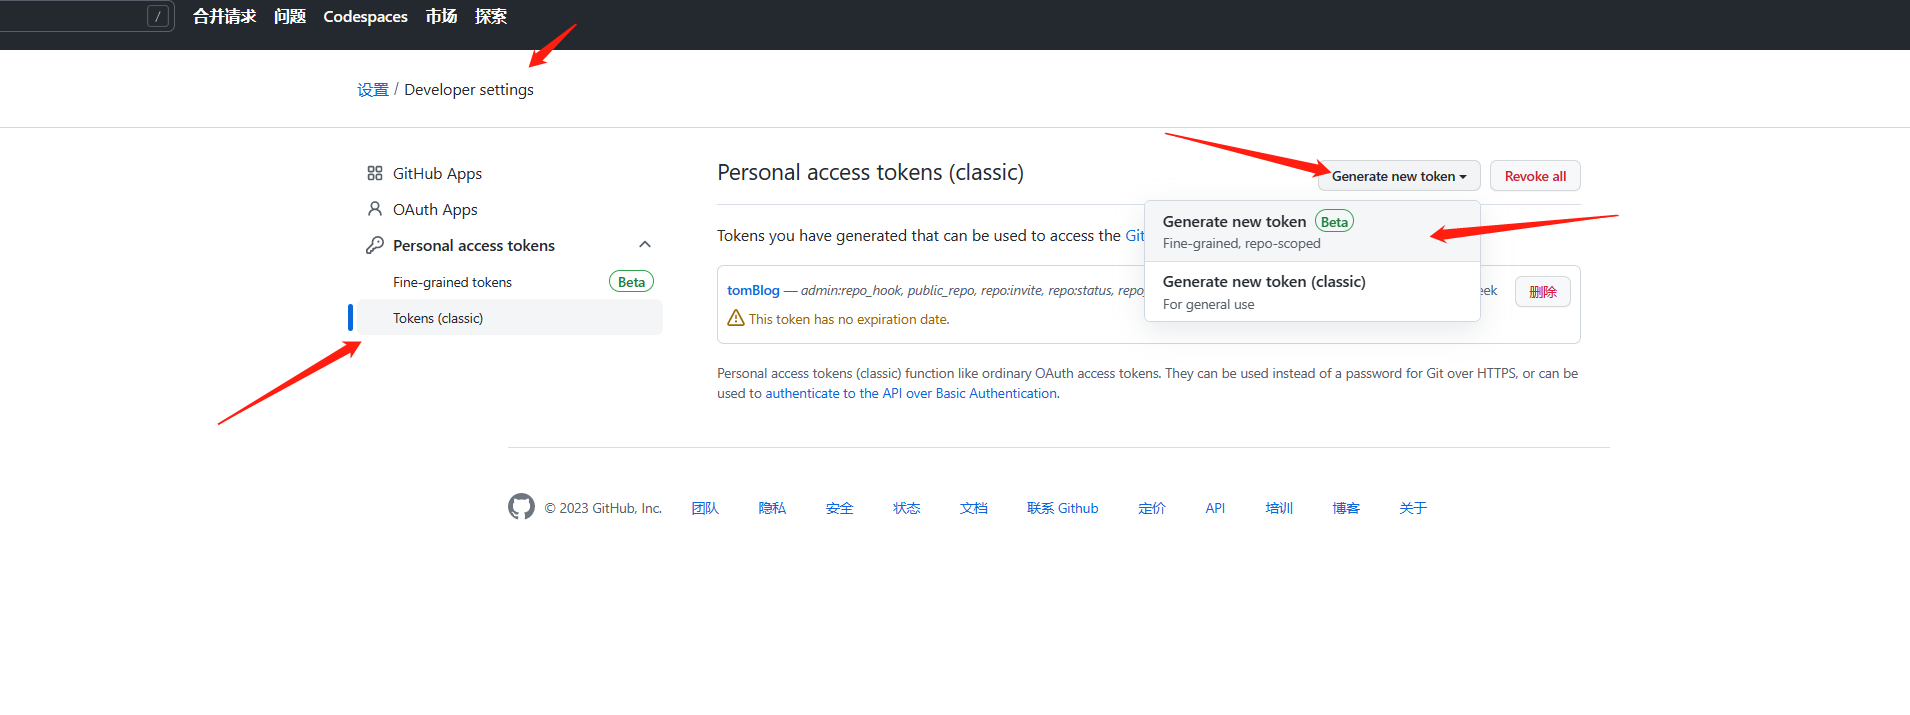 / 合并请求 问题 Codespaces 市场 探索
设置 / Developer settings
GitHub Apps
OAuth Apps
Personal access tokens
Fine-grained tokens Beta
Tokens (classic)
Personal access tokens (classic)
Generate new token
Revoke all
Generate new token Beta
Fine-grained, repo-scoped
Generate new token (classic)
For general use
Tokens you have generated that can be used to access the Git
tomBlog — admin:repo_hook, public_repo, repo:invite, repo:status,
删除
This token has no expiration date.
Personal access tokens (classic) function like ordinary OAuth access tokens. They can be used instead of a password for Git over HTTPS, or can be
used to authenticate to the API over Basic Authentication.
© 2023 GitHub, Inc. 团队 隐私 安全 状态 文档 联系 Github 定价 API 培训 博客 关于